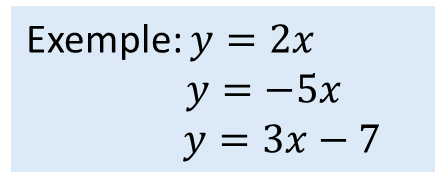 Exemple: y = 2x
y = −5x
y = 3x − 7